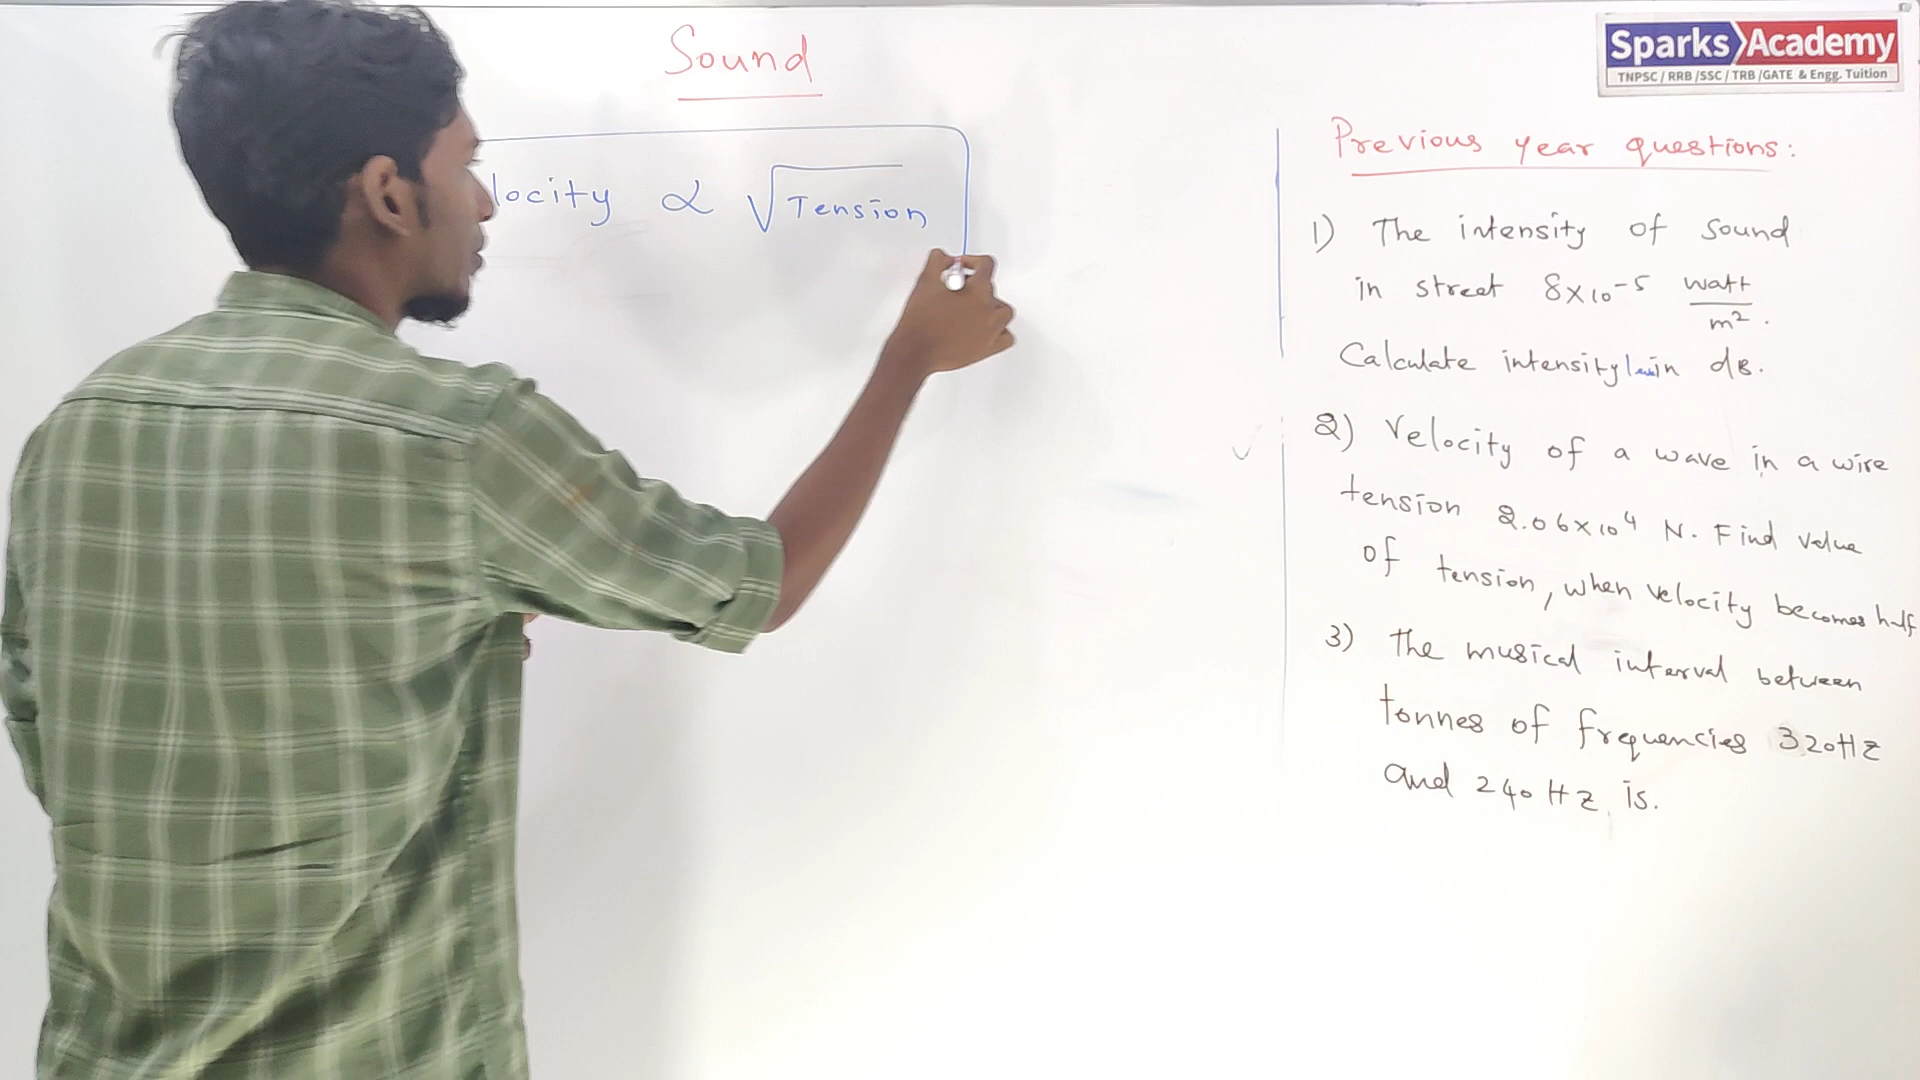 Sound
locity ∝ √Tension
Sparks Academy
TNPSC / RRB / SSC / TRB / GATE & Engg. Tuition
Previous year questions:
1) The intensity of sound
in street 8×10⁻⁵ watt/m².
Calculate intensity in dB.
2) Velocity of a wave in a wire
tension 2.06×10⁴ N. Find value
of tension, when velocity becomes half
3) The musical interval between
tonnes of frequencies 320Hz
and 240Hz is.